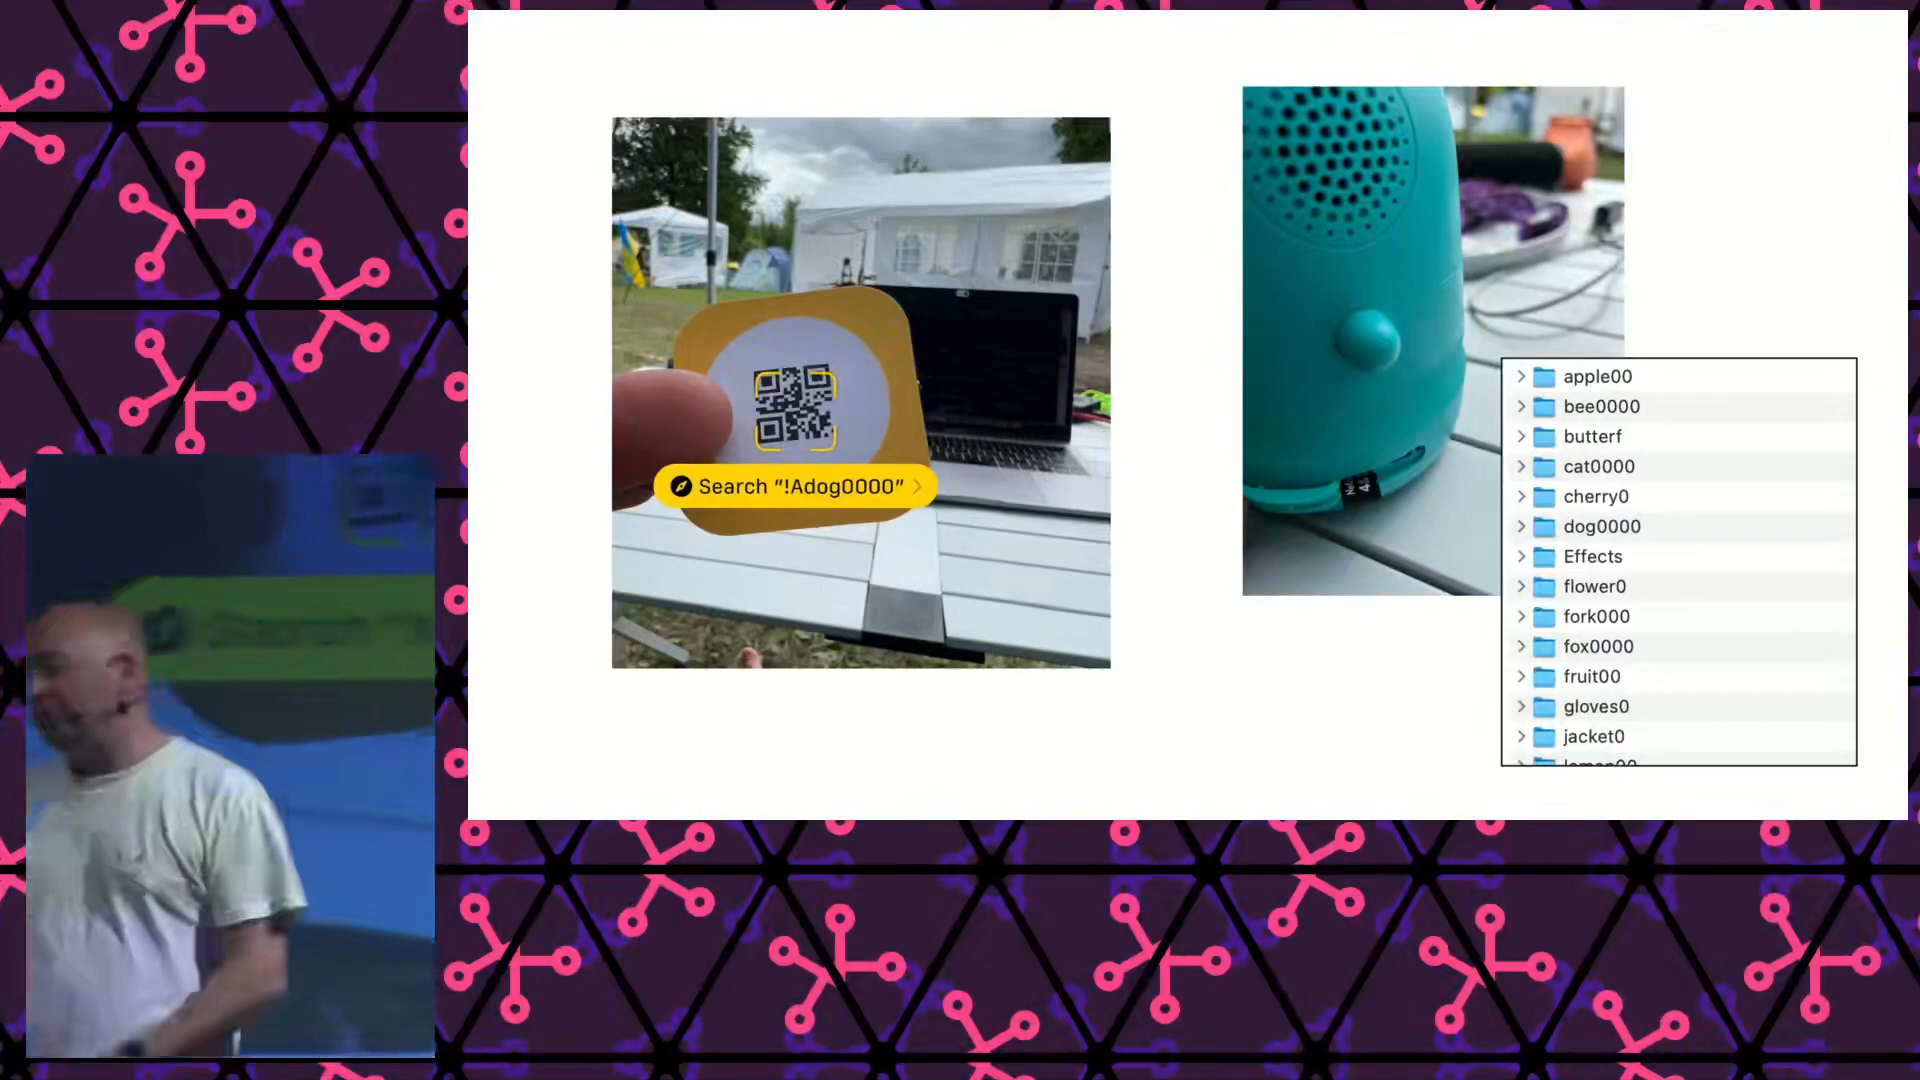 Search "!Adog0000"
apple00
bee0000
butterf
cat0000
cherry0
dog0000
Effects
flower0
fork000
fox0000
fruit00
gloves0
jacket0